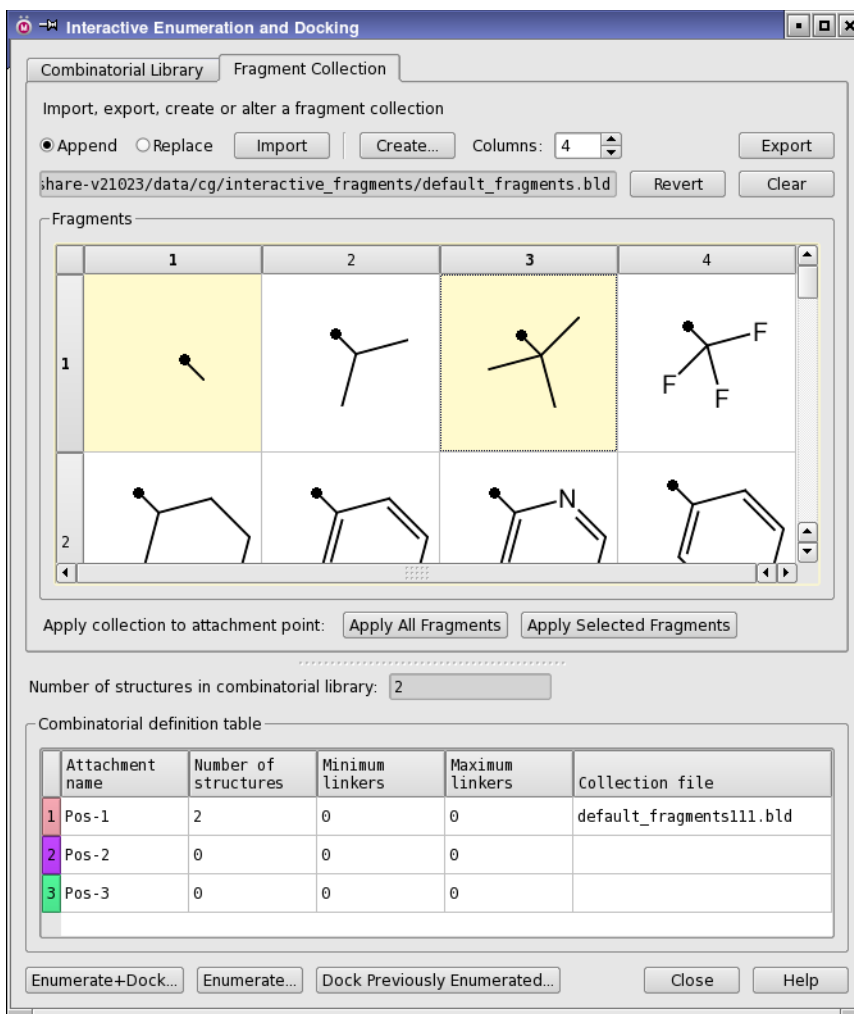 Interactive Enumeration and Docking
Combinatorial Library Fragment Collection
Import, export, create or alter a fragment collection
Append Replace Import Create... Columns: 4 Export
share-v21023/data/cg/interactive_fragments/default_fragments.bld Revert Clear
Fragments
1 2 3 4
1
F
F
F
2
N
Apply collection to attachment point: Apply All Fragments Apply Selected Fragments
Number of structures in combinatorial library: 2
Combinatorial definition table
Attachment name Number of structures Minimum linkers Maximum linkers Collection file
1 Pos-1 2 0 0 default_fragments111.bld
2 Pos-2 0 0 0
3 Pos-3 0 0 0
Enumerate+Dock... Enumerate... Dock Previously Enumerated... Close Help